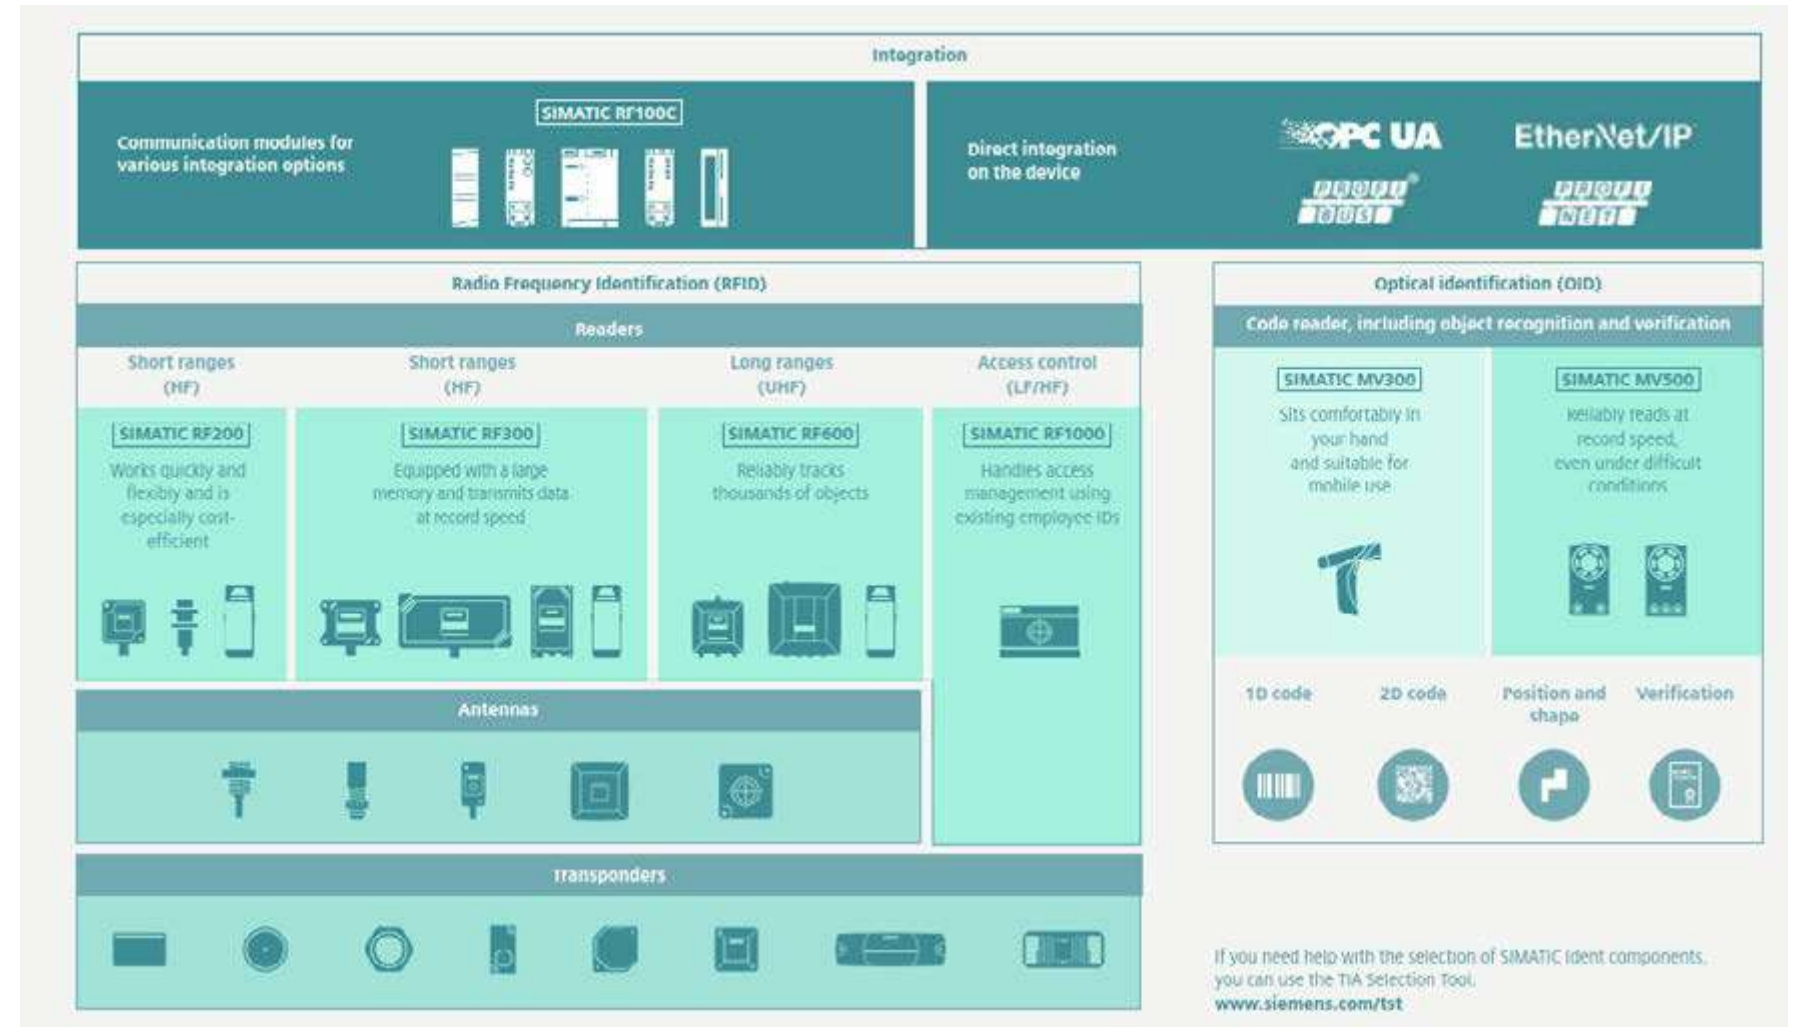 Integration
Communication modules for
various integration options
SIMATIC RF100C
Direct integration
on the device
OPC UA
EtherNet/IP
PROFI
BUS
PROFI
NET
Radio Frequency Identification (RFID)
Readers
Short ranges
(HF)
Short ranges
(HF)
Long ranges
(UHF)
Access control
(LF/HF)
SIMATIC RF200
Works quickly and
flexibly and is
especially cost-
efficient
SIMATIC RF300
Equipped with a large
memory and transmits data
at record speed
SIMATIC RF600
Reliably tracks
thousands of objects
SIMATIC RF1000
Handles access
management using
existing employee IDs
Antennas
Transponders
Optical identification (OID)
Code reader, including object recognition and verification
SIMATIC MV300
Sits comfortably in
your hand
and suitable for
mobile use
SIMATIC MV500
Reliably reads at
record speed,
even under difficult
conditions
1D code
2D code
Position and
shape
Verification
If you need help with the selection of SIMATIC Ident components,
you can use the TIA Selection Tool.
www.siemens.com/tst